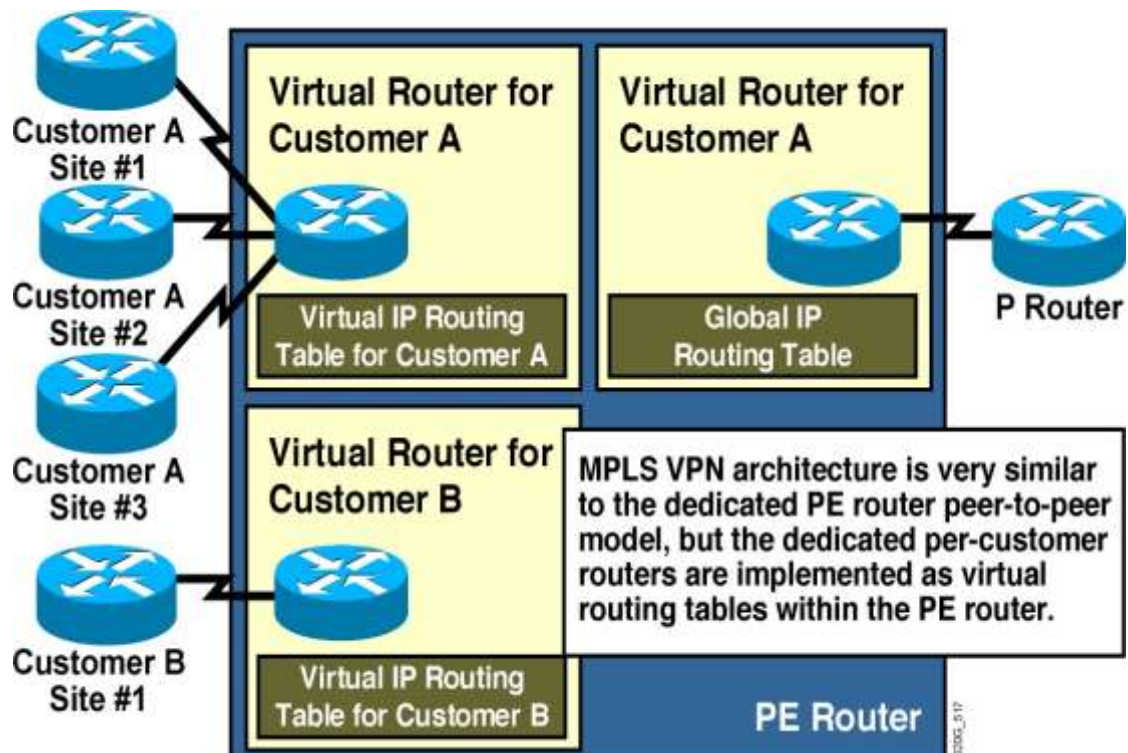 Customer A
Site #1
Customer A
Site #2
Customer A
Site #3
Customer B
Site #1
Virtual Router for
Customer A
Virtual IP Routing
Table for Customer A
Virtual Router for
Customer A
Global IP
Routing Table
P Router
Virtual Router for
Customer B
Virtual IP Routing
Table for Customer B
MPLS VPN architecture is very similar
to the dedicated PE router peer-to-peer
model, but the dedicated per-customer
routers are implemented as virtual
routing tables within the PE router.
PE Router